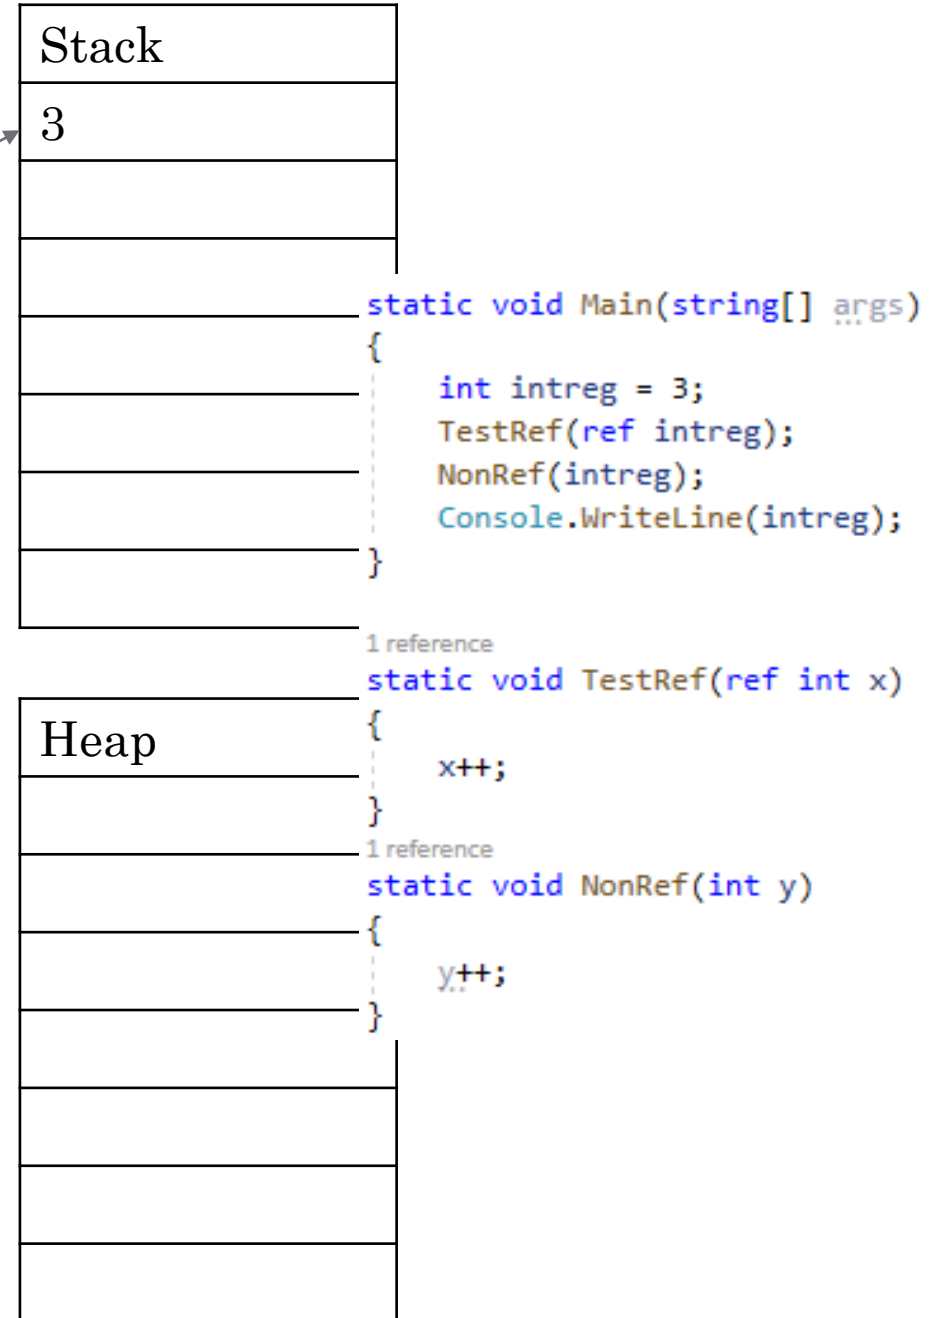 Stack
3
static void Main(string[] args)
{
int intreg = 3;
TestRef(ref intreg);
NonRef(intreg);
Console.WriteLine(intreg);
}
1 reference
static void TestRef(ref int x)
{
x++;
}
1 reference
static void NonRef(int y)
{
y++;
}
Heap